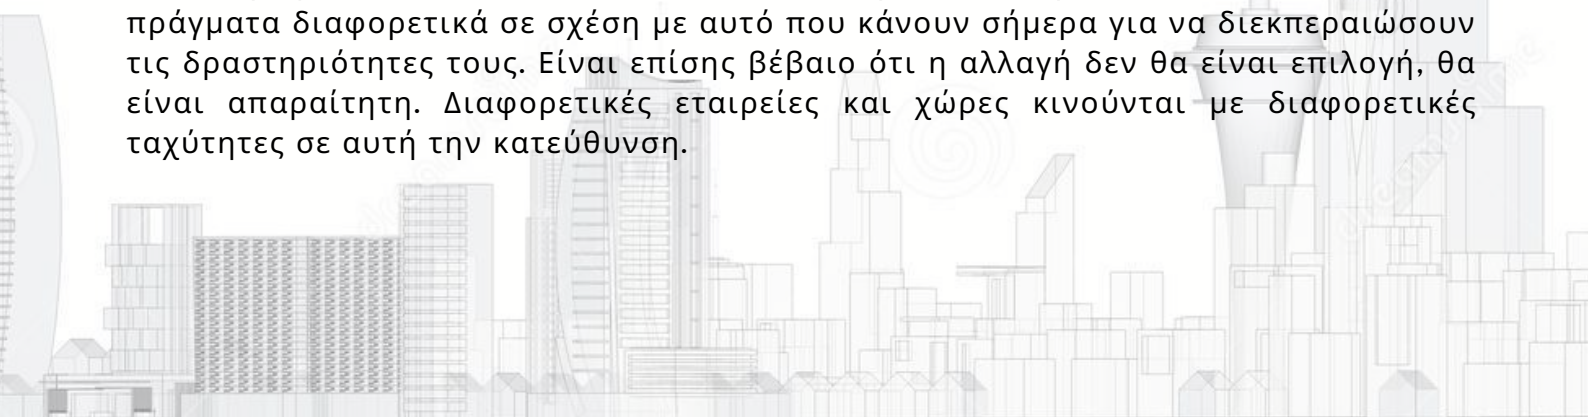 πράγματα διαφορετικά σε σχέση με αυτό που κάνουν σήμερα για να διεκπεραιώσουν
τις δραστηριότητες τους. Είναι επίσης βέβαιο ότι η αλλαγή δεν θα είναι επιλογή, θα
είναι απαραίτητη. Διαφορετικές εταιρείες και χώρες κινούνται με διαφορετικές
ταχύτητες σε αυτή την κατεύθυνση.